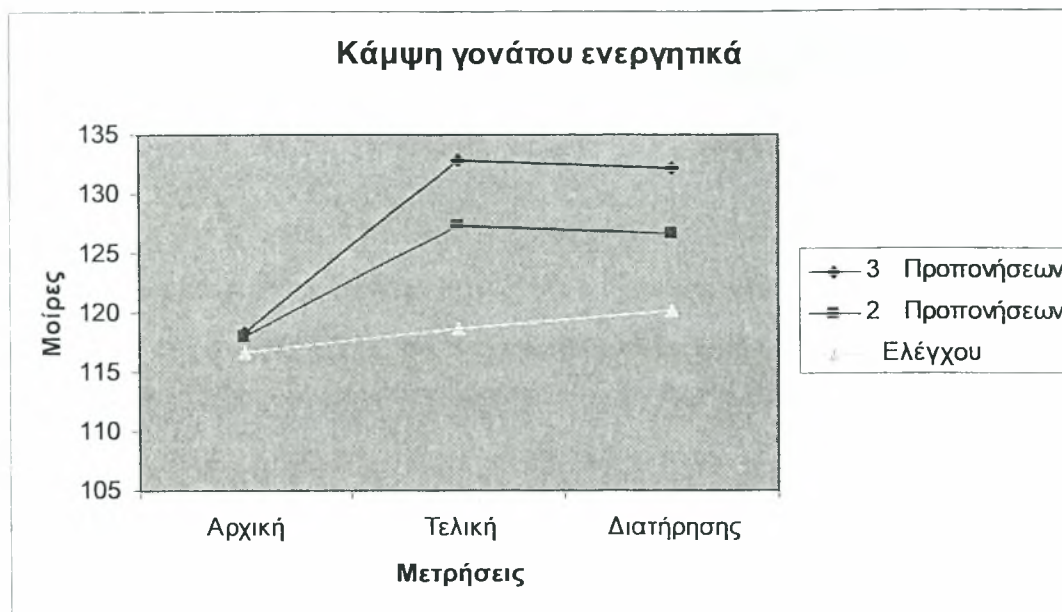 Κάμψη γονάτου ενεργητικά
135
130
125
120
115
110
105
Μοίρες
Αρχική
Τελική
Διατήρησης
Μετρήσεις
3 Προπονήσεων
2 Προπονήσεων
Ελέγχου